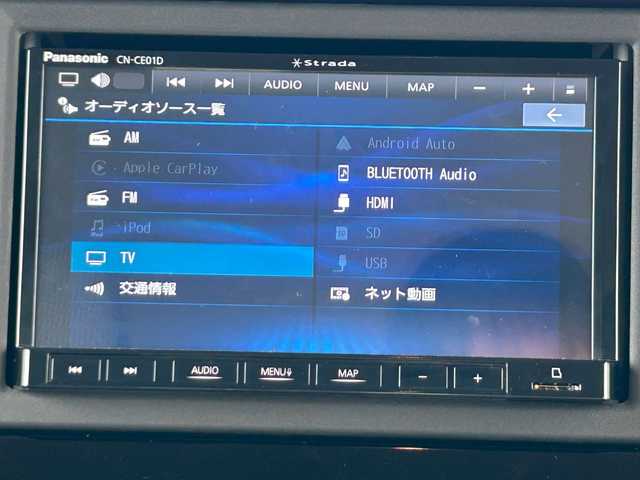 Panasonic CN-CE01D Strada
AUDIO MENU MAP − +
オーディオソース一覧
AM
Apple CarPlay
FM
iPod
TV
交通情報
Android Auto
BLUETOOTH Audio
HDMI
SD
USB
ネット動画
AUDIO MENU MAP − +